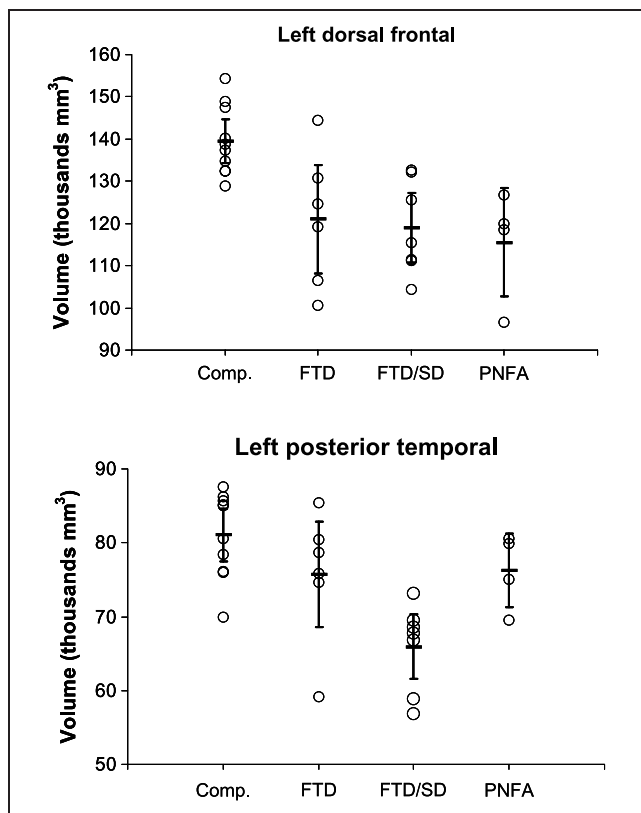 Left dorsal frontal
160
150
140
130
120
110
100
90
Volume (thousands mm³)
Comp. FTD FTD/SD PNFA
Left posterior temporal
90
80
70
60
50
Volume (thousands mm³)
Comp. FTD FTD/SD PNFA